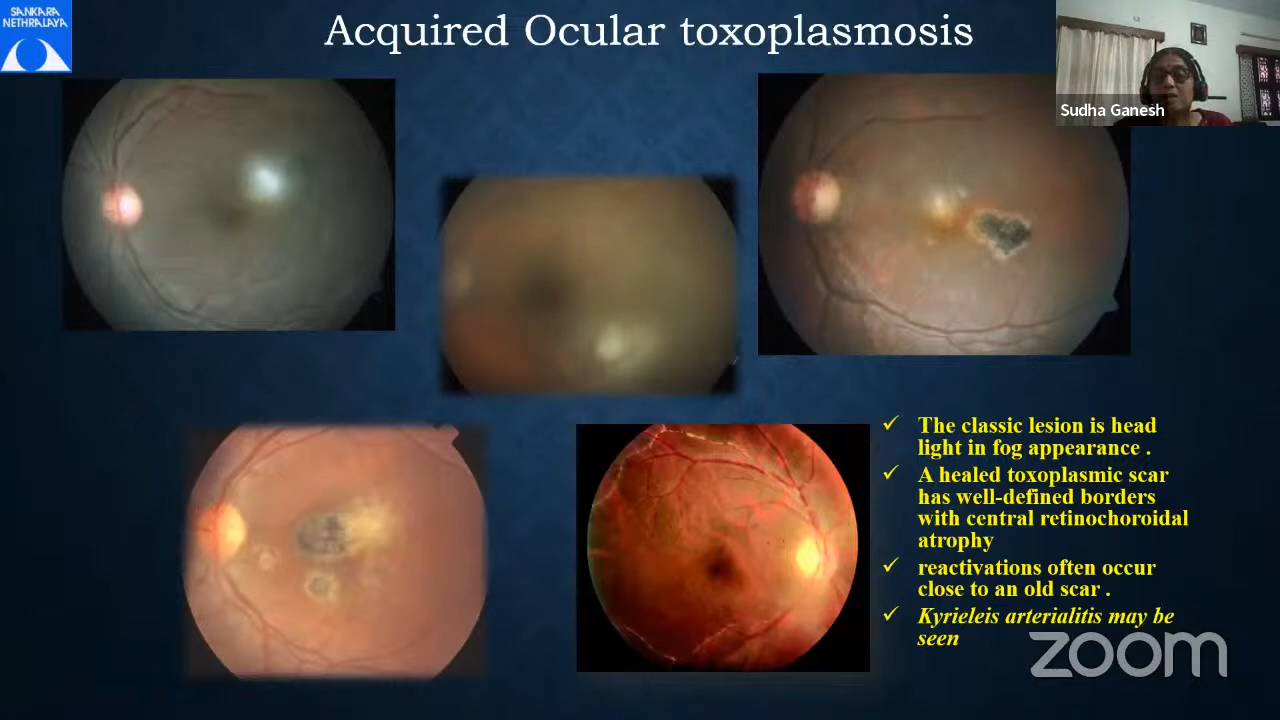 SANKARA
NETHRALAYA
Acquired Ocular toxoplasmosis
Sudha Ganesh
✓ The classic lesion is head
light in fog appearance .
✓ A healed toxoplasmic scar
has well-defined borders
with central retinochoroidal
atrophy
✓ reactivations often occur
close to an old scar .
✓ Kyrieleis arterialitis may be
seen
zoom